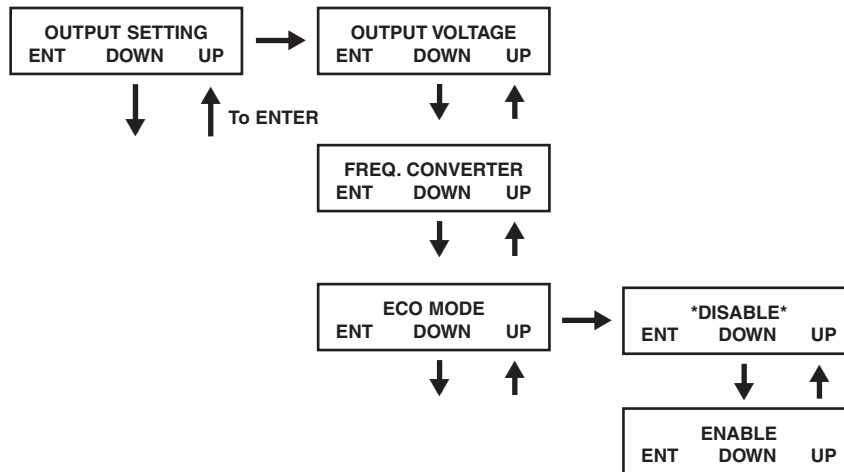 OUTPUT SETTING
ENT DOWN UP
OUTPUT VOLTAGE
ENT DOWN UP
To ENTER
FREQ. CONVERTER
ENT DOWN UP
ECO MODE
ENT DOWN UP
*DISABLE*
ENT DOWN UP
ENABLE
ENT DOWN UP